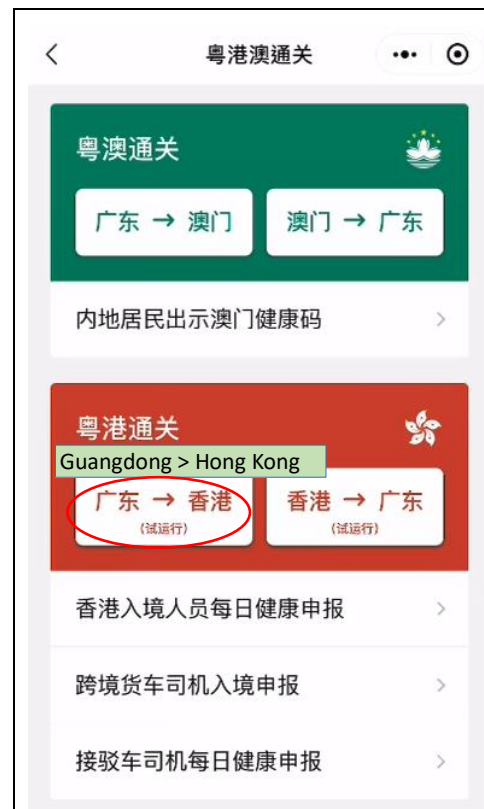 粤港澳通关
粤澳通关
广东 → 澳门
澳门 → 广东
内地居民出示澳门健康码
粤港通关
Guangdong > Hong Kong
广东 → 香港
(试运行)
香港 → 广东
(试运行)
香港入境人员每日健康申报
跨境货车司机入境申报
接驳车司机每日健康申报